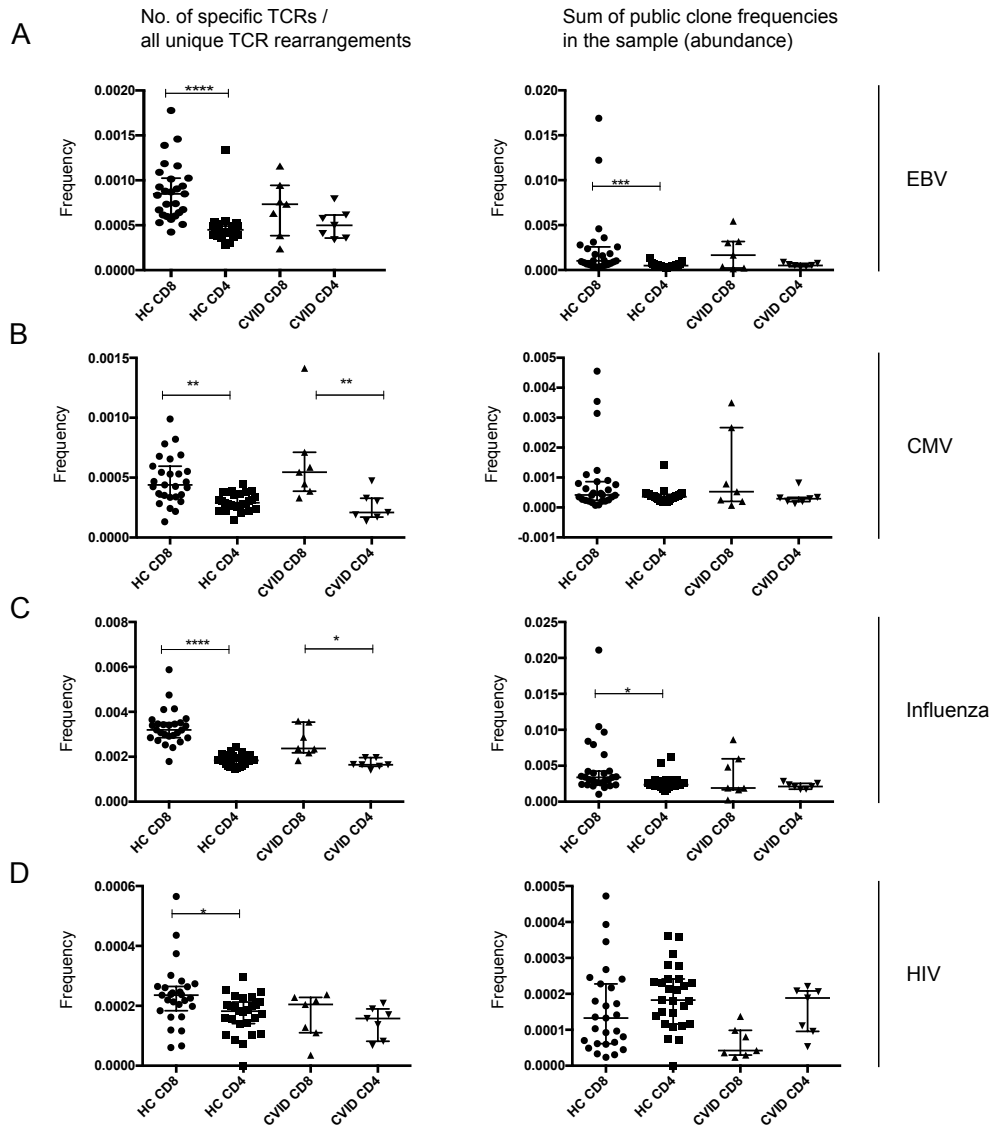 A
No. of specific TCRs /
all unique TCR rearrangements
Sum of public clone frequencies
in the sample (abundance)
Frequency
0.0020
0.0015
0.0010
0.0005
0.0000
****
HC CD8
HC CD4
CVID CD8
CVID CD4
Frequency
0.020
0.015
0.010
0.005
0.000
***
HC CD8
HC CD4
CVID CD8
CVID CD4
EBV
B
Frequency
0.0015
0.0010
0.0005
0.0000
**
**
HC CD8
HC CD4
CVID CD8
CVID CD4
Frequency
0.005
0.004
0.003
0.002
0.001
0.000
-0.001
HC CD8
HC CD4
CVID CD8
CVID CD4
CMV
C
Frequency
0.008
0.006
0.004
0.002
0.000
****
*
HC CD8
HC CD4
CVID CD8
CVID CD4
Frequency
0.025
0.020
0.015
0.010
0.005
0.000
*
HC CD8
HC CD4
CVID CD8
CVID CD4
Influenza
D
Frequency
0.0006
0.0004
0.0002
0.0000
*
HC CD8
HC CD4
CVID CD8
CVID CD4
Frequency
0.0005
0.0004
0.0003
0.0002
0.0001
0.0000
HC CD8
HC CD4
CVID CD8
CVID CD4
HIV